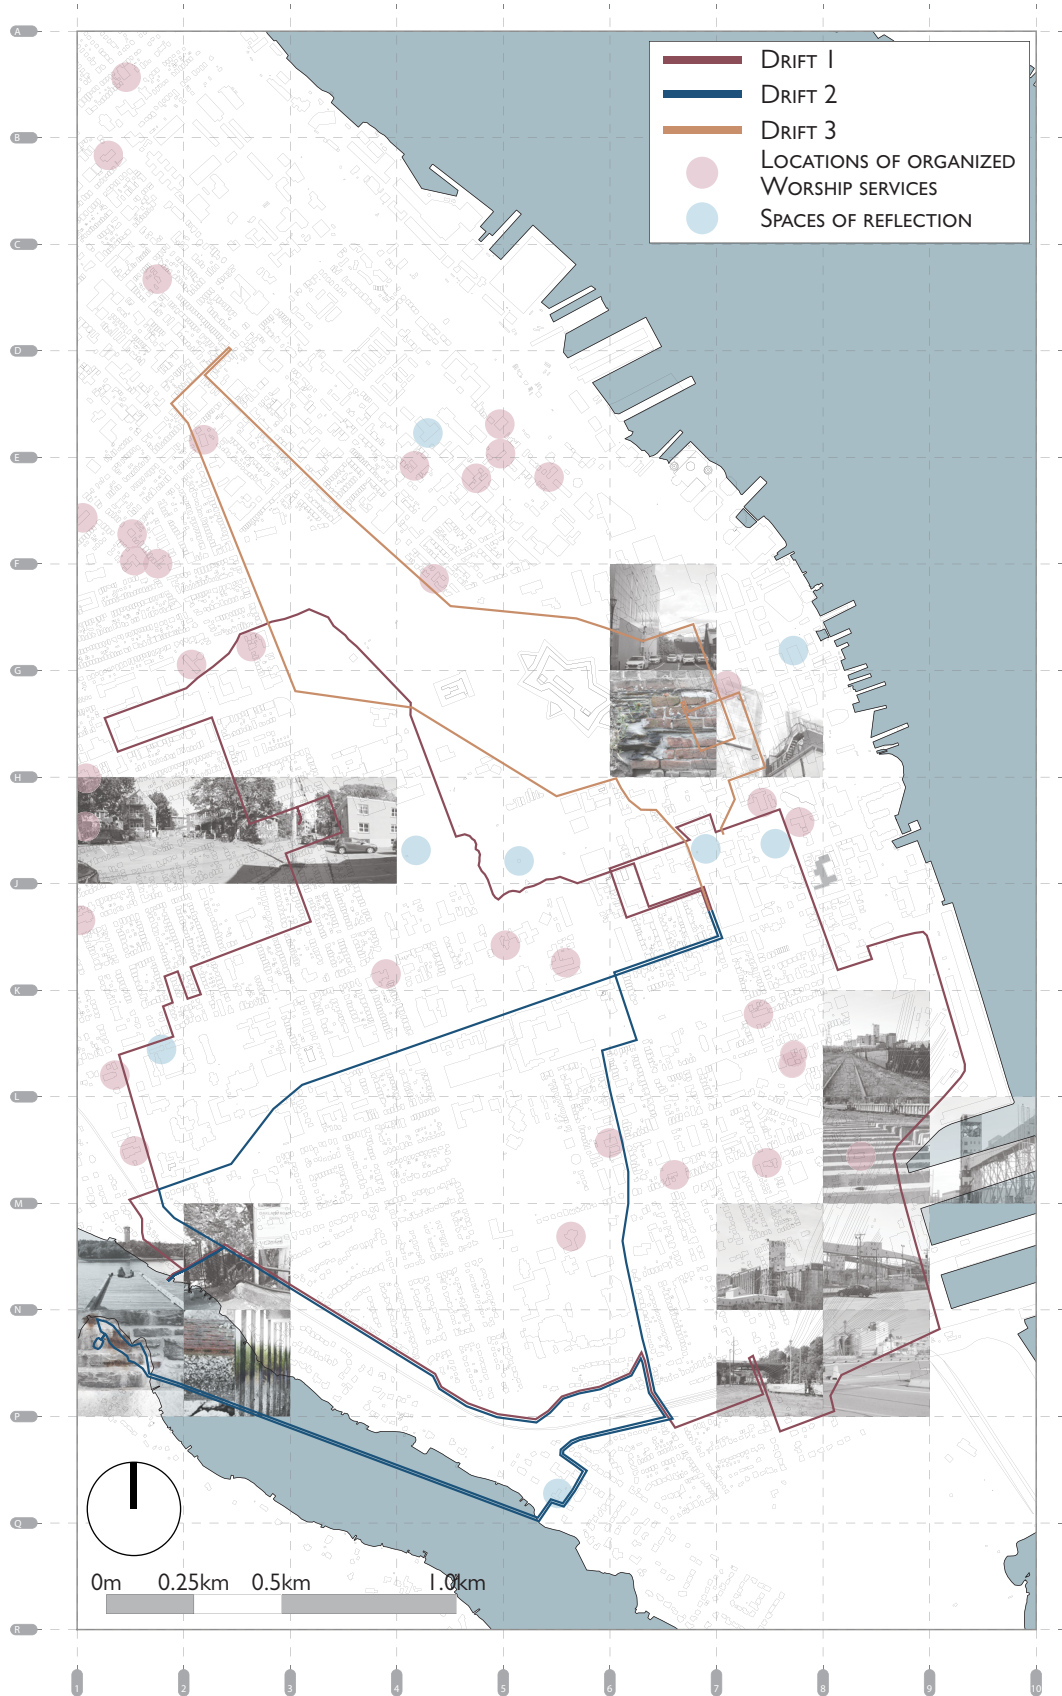 DRIFT 1
DRIFT 2
DRIFT 3
LOCATIONS OF ORGANIZED
WORSHIP SERVICES
SPACES OF REFLECTION
A
B
C
D
E
F
G
H
J
K
L
M
N
P
Q
R
0m 0.25km 0.5km 1.0km
1 2 3 4 5 6 7 8 9 10